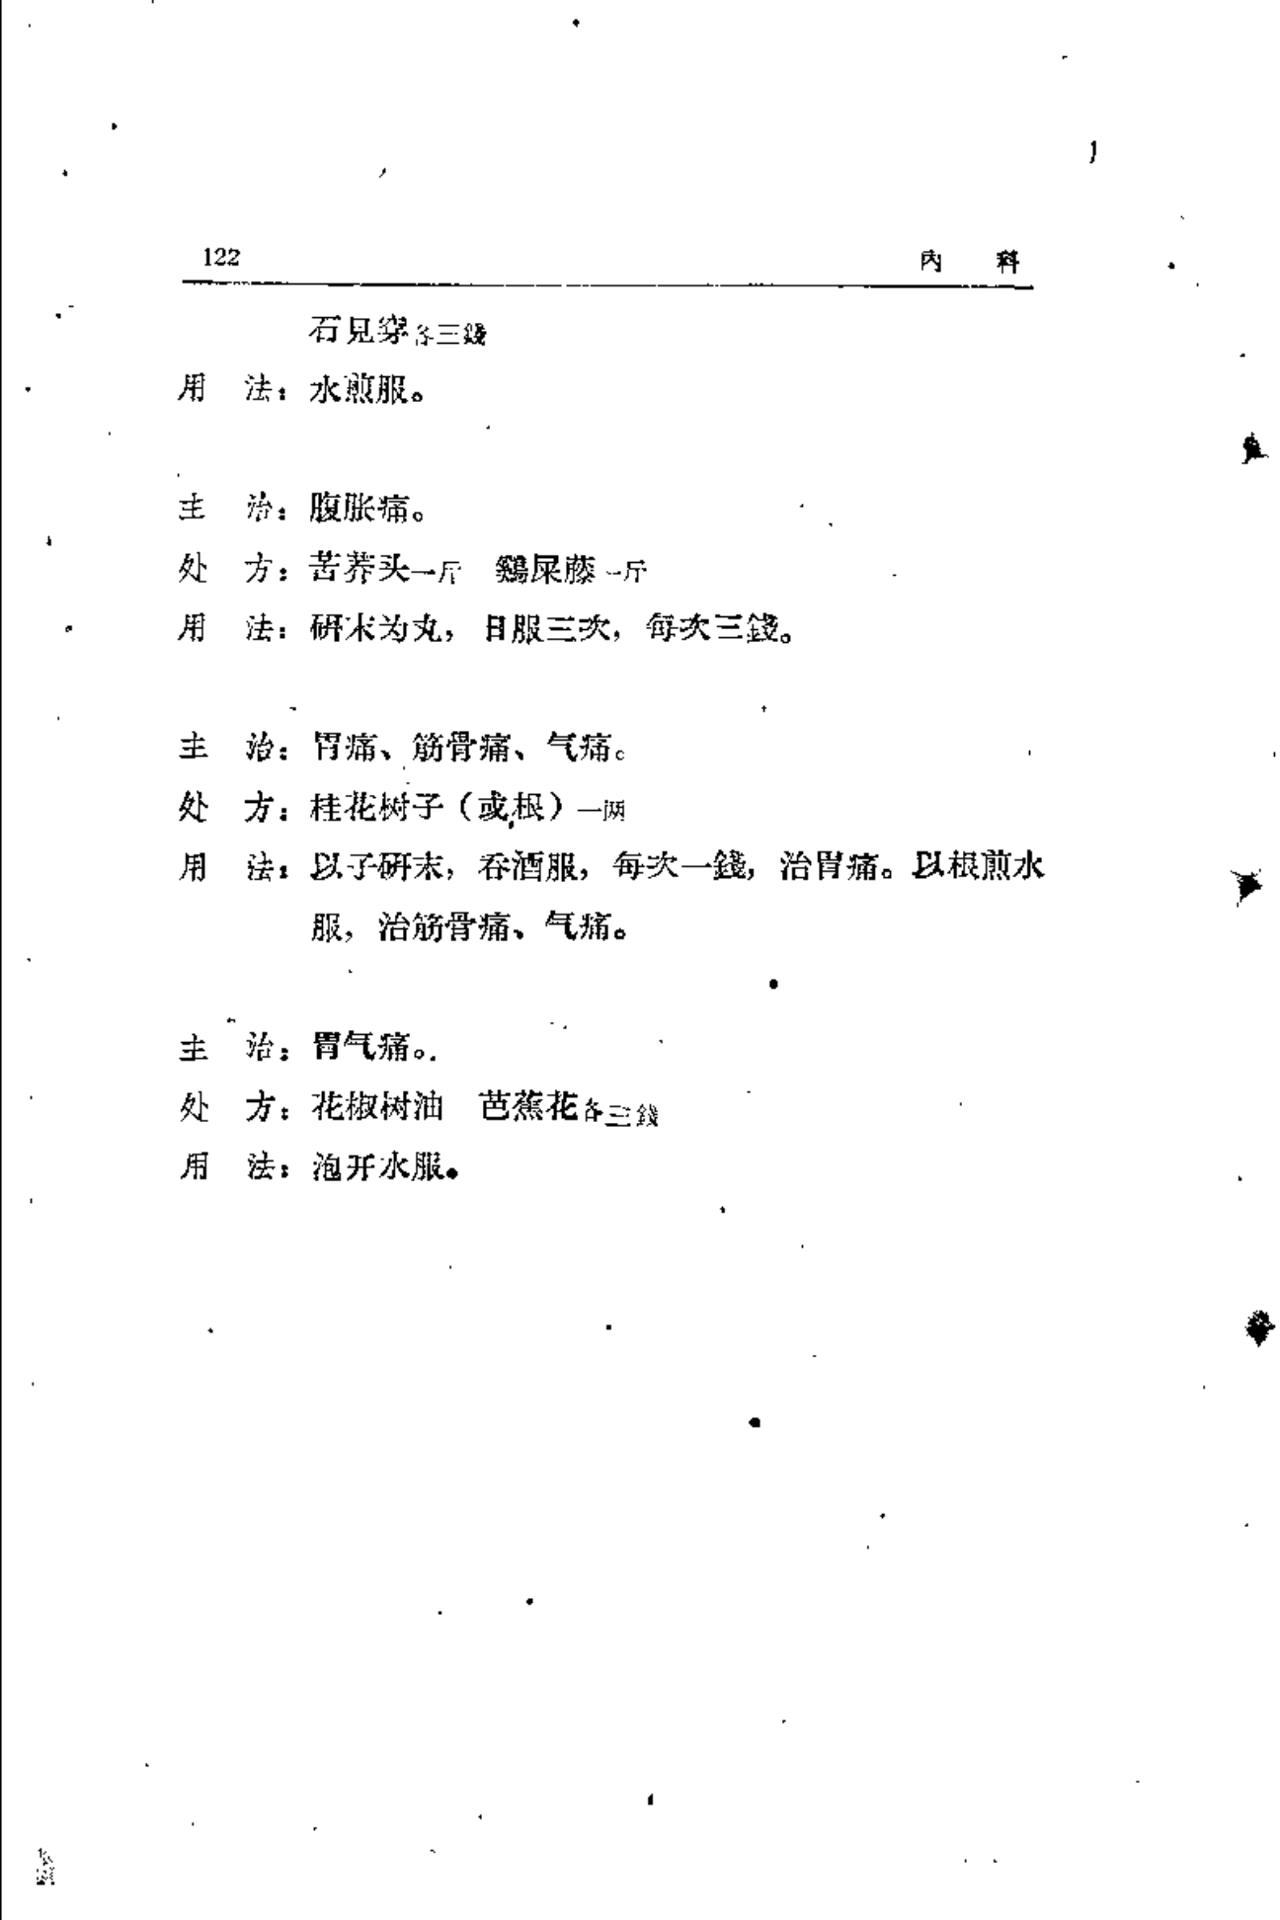 122 内 科
石見穿各三錢
用 法：水煎服。
主 治：腹胀痛。
处 方：苦荞头一斤 鷄屎藤一斤
用 法：研末为丸，日服三次，每次三錢。
主 治：胃痛、筋骨痛、气痛。
处 方：桂花树子（或根）一两
用 法：以子研末，吞酒服，每次一錢，治胃痛。以根煎水
服，治筋骨痛、气痛。
主 治：胃气痛。
处 方：花椒树油 芭蕉花各三錢
用 法：泡开水服。